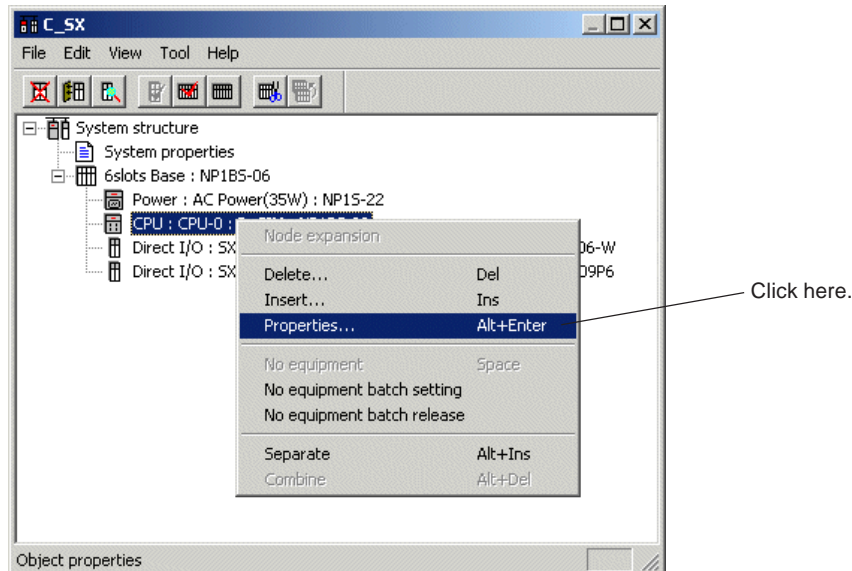 C_SX
File Edit View Tool Help
System structure
System properties
6slots Base : NP1BS-06
Power : AC Power(35W) : NP1S-22
CPU : CPU-0 :
Direct I/O : SX 06-W
Direct I/O : SX 09P6
Node expansion
Delete... Del
Insert... Ins
Properties... Alt+Enter
No equipment Space
No equipment batch setting
No equipment batch release
Separate Alt+Ins
Combine Alt+Del
Click here.
Object properties